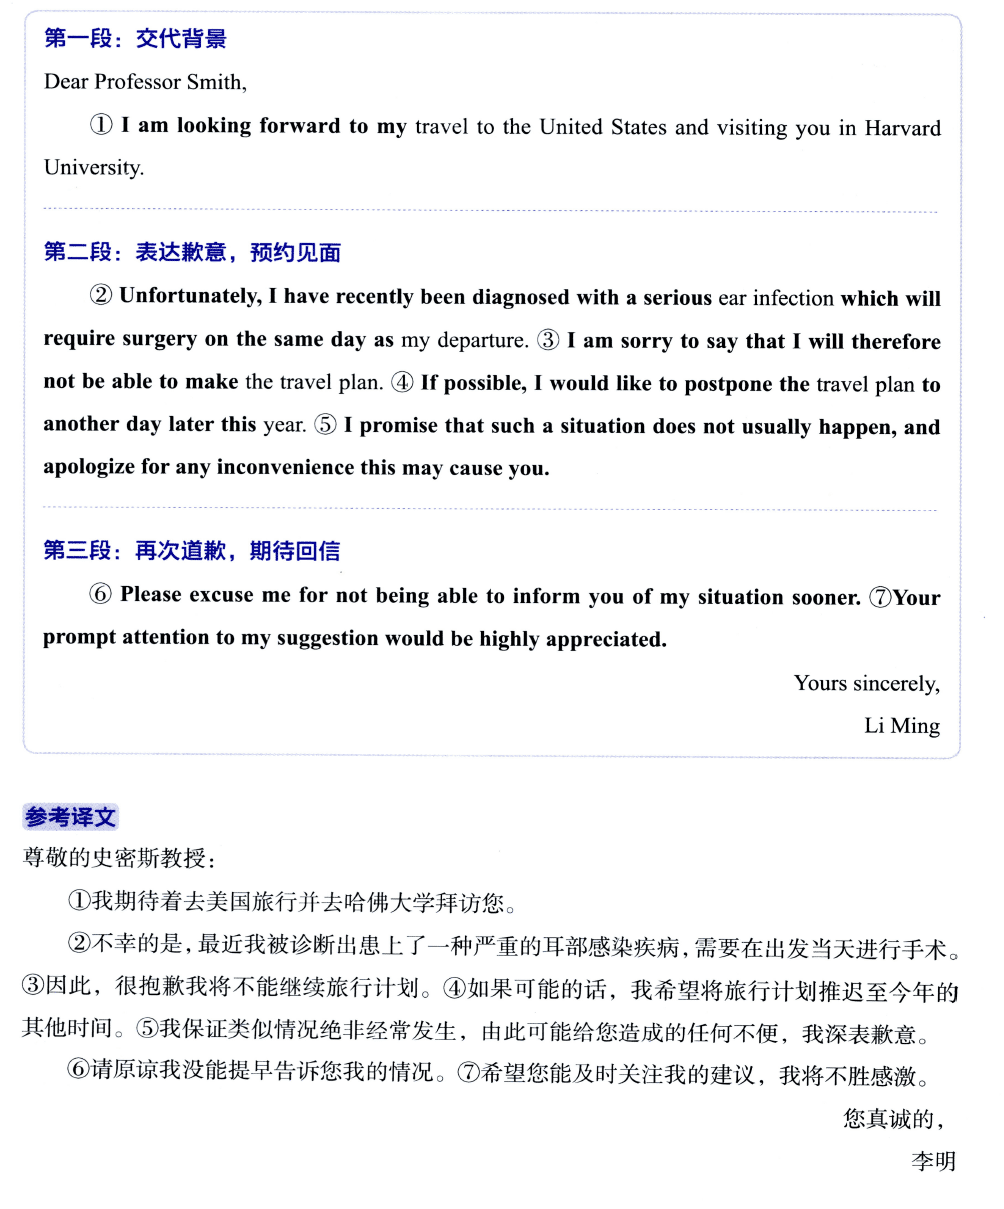 第一段：交代背景
Dear Professor Smith,
① I am looking forward to my travel to the United States and visiting you in Harvard
University.
第二段：表达歉意，预约见面
② Unfortunately, I have recently been diagnosed with a serious ear infection which will
require surgery on the same day as my departure. ③ I am sorry to say that I will therefore
not be able to make the travel plan. ④ If possible, I would like to postpone the travel plan to
another day later this year. ⑤ I promise that such a situation does not usually happen, and
apologize for any inconvenience this may cause you.
第三段：再次道歉，期待回信
⑥ Please excuse me for not being able to inform you of my situation sooner. ⑦Your
prompt attention to my suggestion would be highly appreciated.
Yours sincerely,
Li Ming
参考译文
尊敬的史密斯教授：
①我期待着去美国旅行并去哈佛大学拜访您。
②不幸的是，最近我被诊断出患上了一种严重的耳部感染疾病，需要在出发当天进行手术。
③因此，很抱歉我将不能继续旅行计划。④如果可能的话，我希望将旅行计划推迟至今年的
其他时间。⑤我保证类似情况绝非经常发生，由此可能给您造成的任何不便，我深表歉意。
⑥请原谅我没能提早告诉您我的情况。⑦希望您能及时关注我的建议，我将不胜感激。
您真诚的，
李明